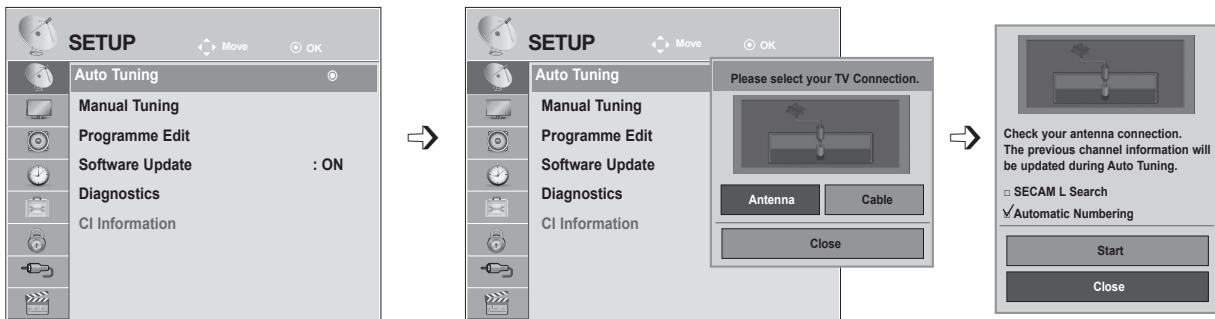 SETUP
Move
OK
Auto Tuning
Manual Tuning
Programme Edit
Software Update : ON
Diagnostics
CI Information
SETUP
Move
OK
Auto Tuning
Manual Tuning
Programme Edit
Software Update
Diagnostics
CI Information
Please select your TV Connection.
Antenna
Cable
Close
Check your antenna connection.
The previous channel information will
be updated during Auto Tuning.
SECAM L Search
Automatic Numbering
Start
Close